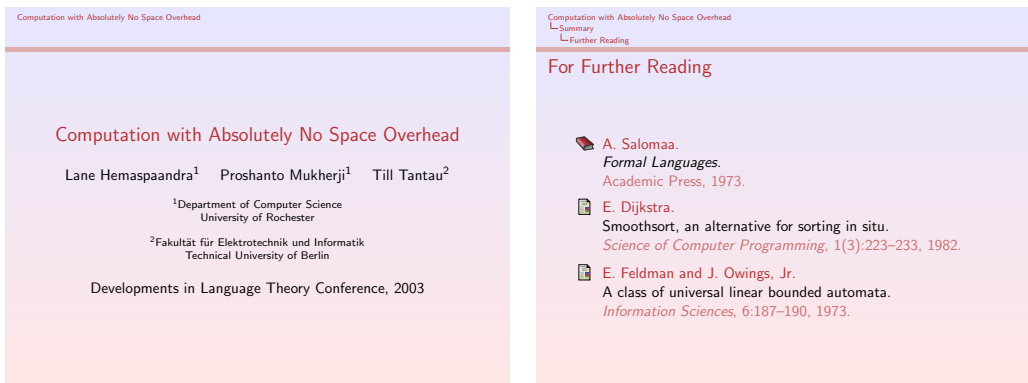 Computation with Absolutely No Space Overhead
Computation with Absolutely No Space Overhead
Lane Hemaspaandra1 Proshanto Mukherji1 Till Tantau2
1Department of Computer Science
University of Rochester
2Fakultät für Elektrotechnik und Informatik
Technical University of Berlin
Developments in Language Theory Conference, 2003
Computation with Absolutely No Space Overhead
Summary
Further Reading
For Further Reading
A. Salomaa.
Formal Languages.
Academic Press, 1973.
E. Dijkstra.
Smoothsort, an alternative for sorting in situ.
Science of Computer Programming, 1(3):223–233, 1982.
E. Feldman and J. Owings, Jr.
A class of universal linear bounded automata.
Information Sciences, 6:187–190, 1973.